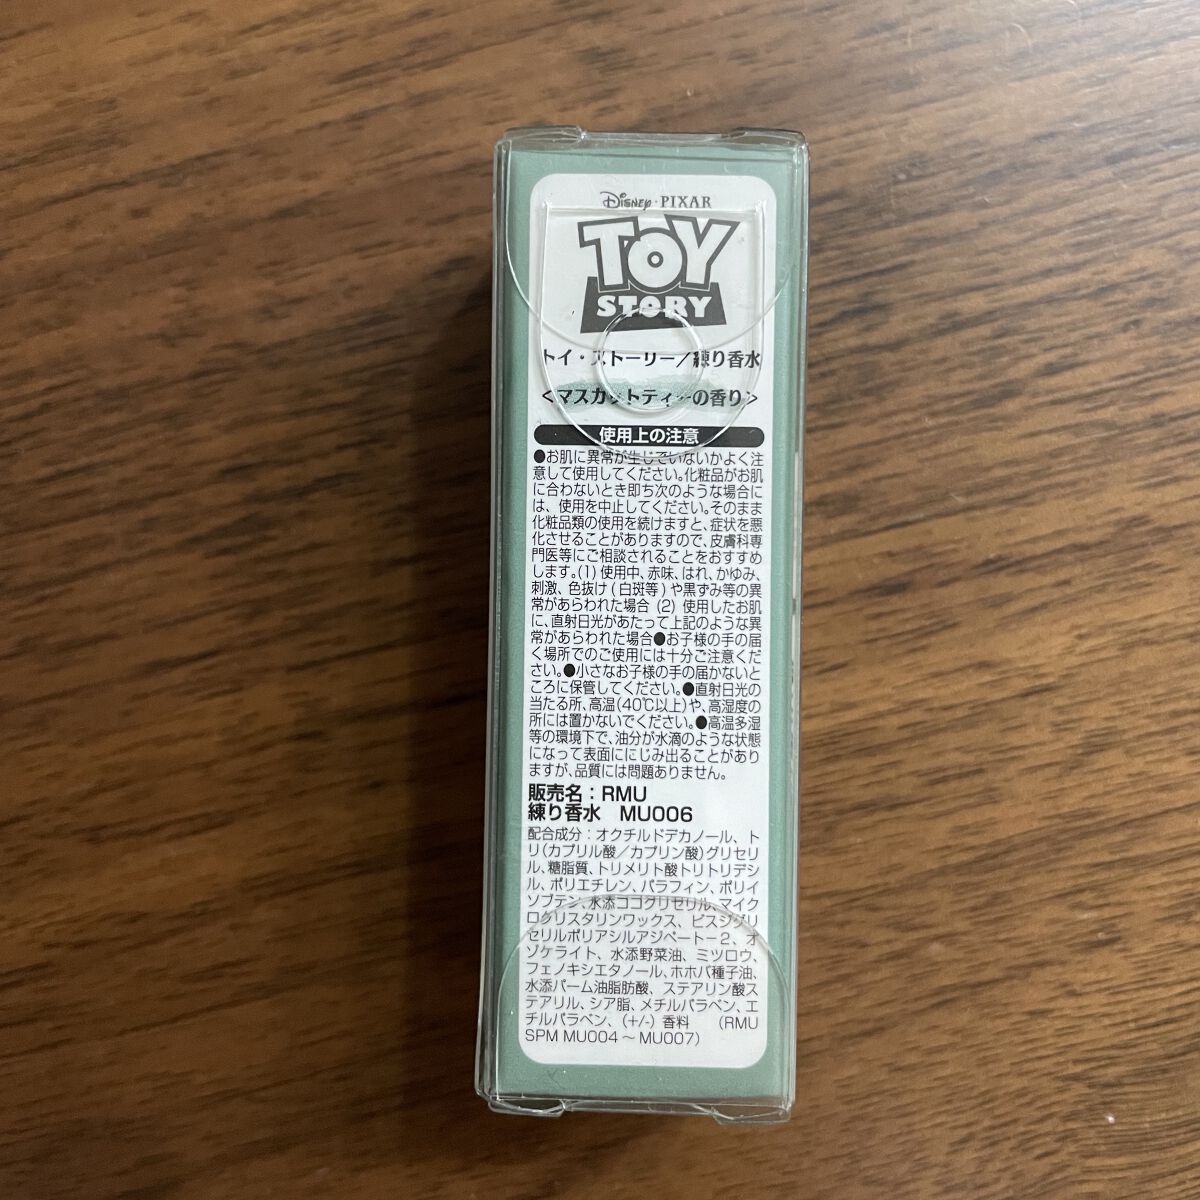 Disney・PIXAR
TOY
STORY
トイ・ストーリー／練り香水
＜マスカットティーの香り＞
使用上の注意
●お肌に異常が生じていないかよく注
意して使用してください。化粧品がお肌
に合わないとき即ち次のような場合に
は、使用を中止してください。そのまま
化粧品類の使用を続けますと、症状を悪
化させることがありますので、皮膚科専
門医等にご相談されることをおすすめ
します。(1) 使用中、赤味、はれ、かゆみ、
刺激、色抜け(白斑等)や黒ずみ等の異
常があらわれた場合 (2) 使用したお肌
に、直射日光があたって上記のような異
常があらわれた場合●お子様の手の届
く場所でのご使用には十分ご注意くだ
さい。●小さなお子様の手の届かないと
ころに保管してください。●直射日光の
当たる所、高温(40℃以上)や、高湿度の
所には置かないでください。●高温多湿
等の環境下で、油分が水滴のような状態
になって表面ににじみ出ることがあり
ますが、品質には問題ありません。
販売名：RMU
練り香水　MU006
配合成分：オクチルドデカノール、ト
リ(カプリル酸／カプリン酸)グリセリ
ル、糖脂質、トリメリト酸トリトリデシ
ル、ポリエチレン、パラフィン、ポリイ
ソブテン、水添ココグリセリル、マイク
ロクリスタリンワックス、ビスジグリ
セリルポリアシルアジペート－2、オ
ゾケライト、水添野菜油、ミツロウ、
フェノキシエタノール、ホホバ種子油、
水添パーム油脂肪酸、ステアリン酸ス
テアリル、シア脂、メチルパラベン、エ
チルパラベン、(+/-) 香料　(RMU
SPM MU004～MU007)